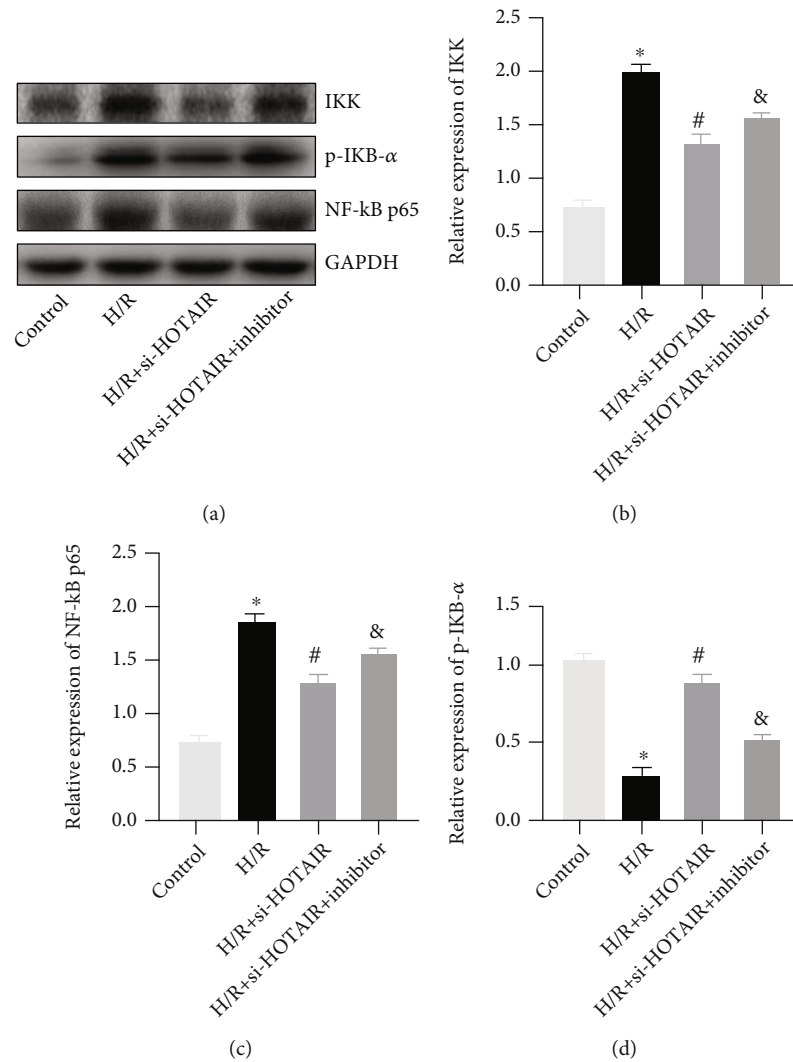 IKK
p-IKB-α
NF-kB p65
GAPDH
Control
H/R
H/R+si-HOTAIR
H/R+si-HOTAIR+inhibitor
(a)
Relative expression of IKK
2.5
2.0
1.5
1.0
0.5
0.0
*
#
&
Control
H/R
H/R+si-HOTAIR
H/R+si-HOTAIR+inhibitor
(b)
Relative expression of NF-kB p65
2.5
2.0
1.5
1.0
0.5
0.0
*
#
&
Control
H/R
H/R+si-HOTAIR
H/R+si-HOTAIR+inhibitor
(c)
Relative expression of p-IKB-α
1.5
1.0
0.5
0.0
*
#
&
Control
H/R
H/R+si-HOTAIR
H/R+si-HOTAIR+inhibitor
(d)